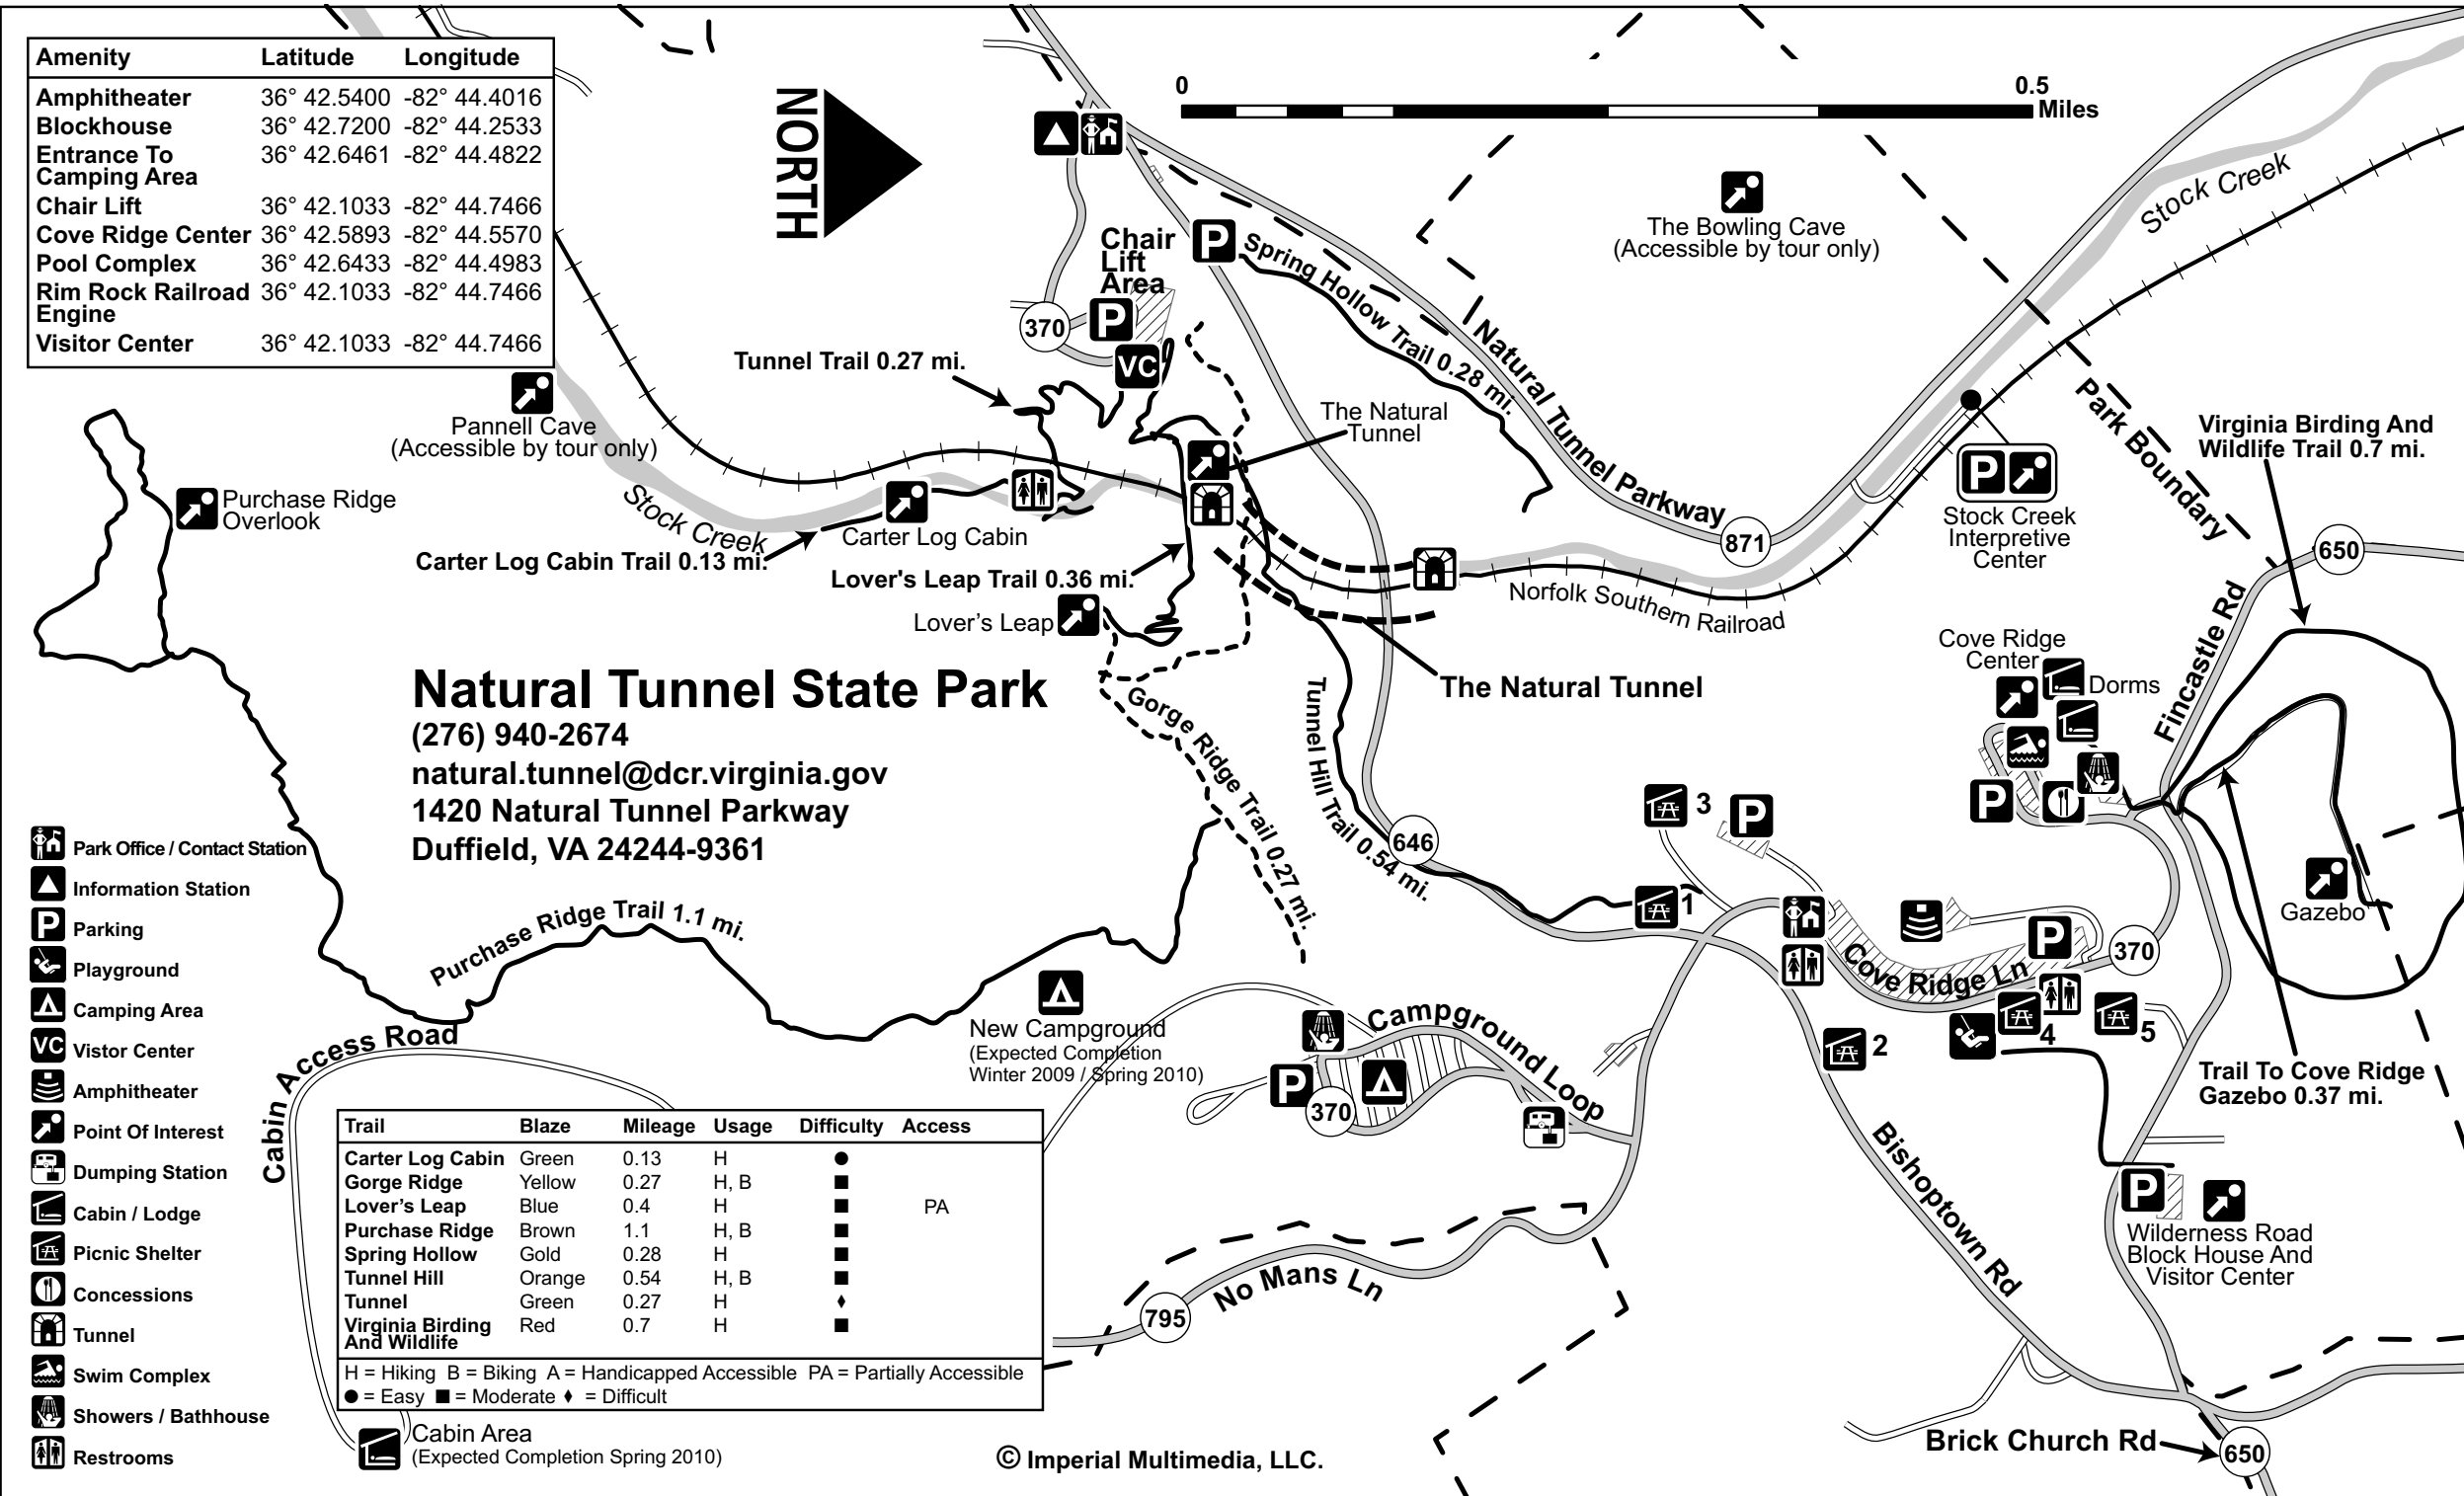 Amenity Latitude Longitude
Amphitheater 36° 42.5400 -82° 44.4016
Blockhouse 36° 42.7200 -82° 44.2533
Entrance To 36° 42.6461 -82° 44.4822
Camping Area
Chair Lift 36° 42.1033 -82° 44.7466
Cove Ridge Center 36° 42.5893 -82° 44.5570
Pool Complex 36° 42.6433 -82° 44.4983
Rim Rock Railroad 36° 42.1033 -82° 44.7466
Engine
Visitor Center 36° 42.1033 -82° 44.7466
NORTH
0 0.5
Miles
Stock Creek
The Bowling Cave
(Accessible by tour only)
Chair
Lift
Area
P
P
370
VC
Spring Hollow Trail 0.28 mi.
Natural Tunnel Parkway
871
Tunnel Trail 0.27 mi.
The Natural
Tunnel
Pannell Cave
(Accessible by tour only)
Park Boundary
Virginia Birding And
Wildlife Trail 0.7 mi.
Purchase Ridge
Overlook
Stock Creek
Carter Log Cabin
Carter Log Cabin Trail 0.13 mi.
Lover's Leap Trail 0.36 mi.
Lover's Leap
P
Stock Creek
Interpretive
Center
650
Norfolk Southern Railroad
Fincastle Rd
Cove Ridge
Center
Dorms
The Natural Tunnel
Natural Tunnel State Park
(276) 940-2674
natural.tunnel@dcr.virginia.gov
1420 Natural Tunnel Parkway
Duffield, VA 24244-9361
Gorge Ridge Trail 0.27 mi.
Tunnel Hill Trail 0.54 mi.
646
3
P
P
1
Gazebo
Purchase Ridge Trail 1.1 mi.
P
370
Cove Ridge Ln
2
4
5
Trail To Cove Ridge
Gazebo 0.37 mi.
New Campground
(Expected Completion
Winter 2009 / Spring 2010)
Campground Loop
P
370
Cabin Access Road
Bishoptown Rd
P
Wilderness Road
Block House And
Visitor Center
No Mans Ln
795
Brick Church Rd
650
Park Office / Contact Station
Information Station
P Parking
Playground
Camping Area
VC Vistor Center
Amphitheater
Point Of Interest
Dumping Station
Cabin / Lodge
Picnic Shelter
Concessions
Tunnel
Swim Complex
Showers / Bathhouse
Restrooms
Trail Blaze Mileage Usage Difficulty Access
Carter Log Cabin Green 0.13 H ●
Gorge Ridge Yellow 0.27 H, B ■
Lover's Leap Blue 0.4 H ■ PA
Purchase Ridge Brown 1.1 H, B ■
Spring Hollow Gold 0.28 H ■
Tunnel Hill Orange 0.54 H, B ■
Tunnel Green 0.27 H ♦
Virginia Birding Red 0.7 H ■
And Wildlife
H = Hiking B = Biking A = Handicapped Accessible PA = Partially Accessible
● = Easy ■ = Moderate ♦ = Difficult
Cabin Area
(Expected Completion Spring 2010)
© Imperial Multimedia, LLC.